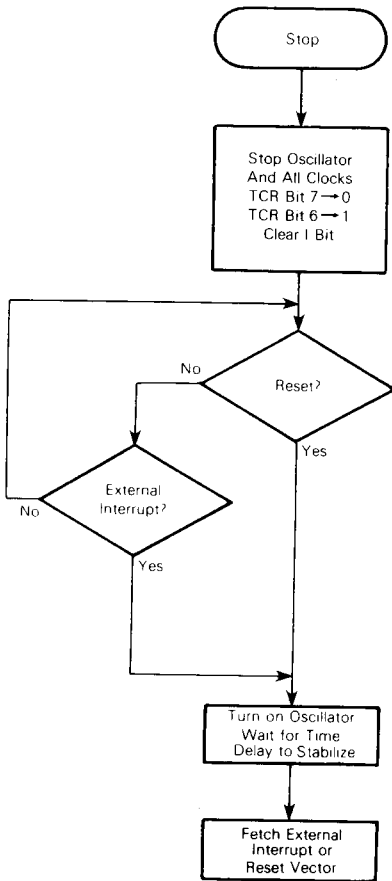 Stop
Stop Oscillator
And All Clocks
TCR Bit 7→0
TCR Bit 6→1
Clear I Bit
No
Reset?
Yes
External
Interrupt?
No
Yes
Turn on Oscillator
Wait for Time
Delay to Stabilize
Fetch External
Interrupt or
Reset Vector